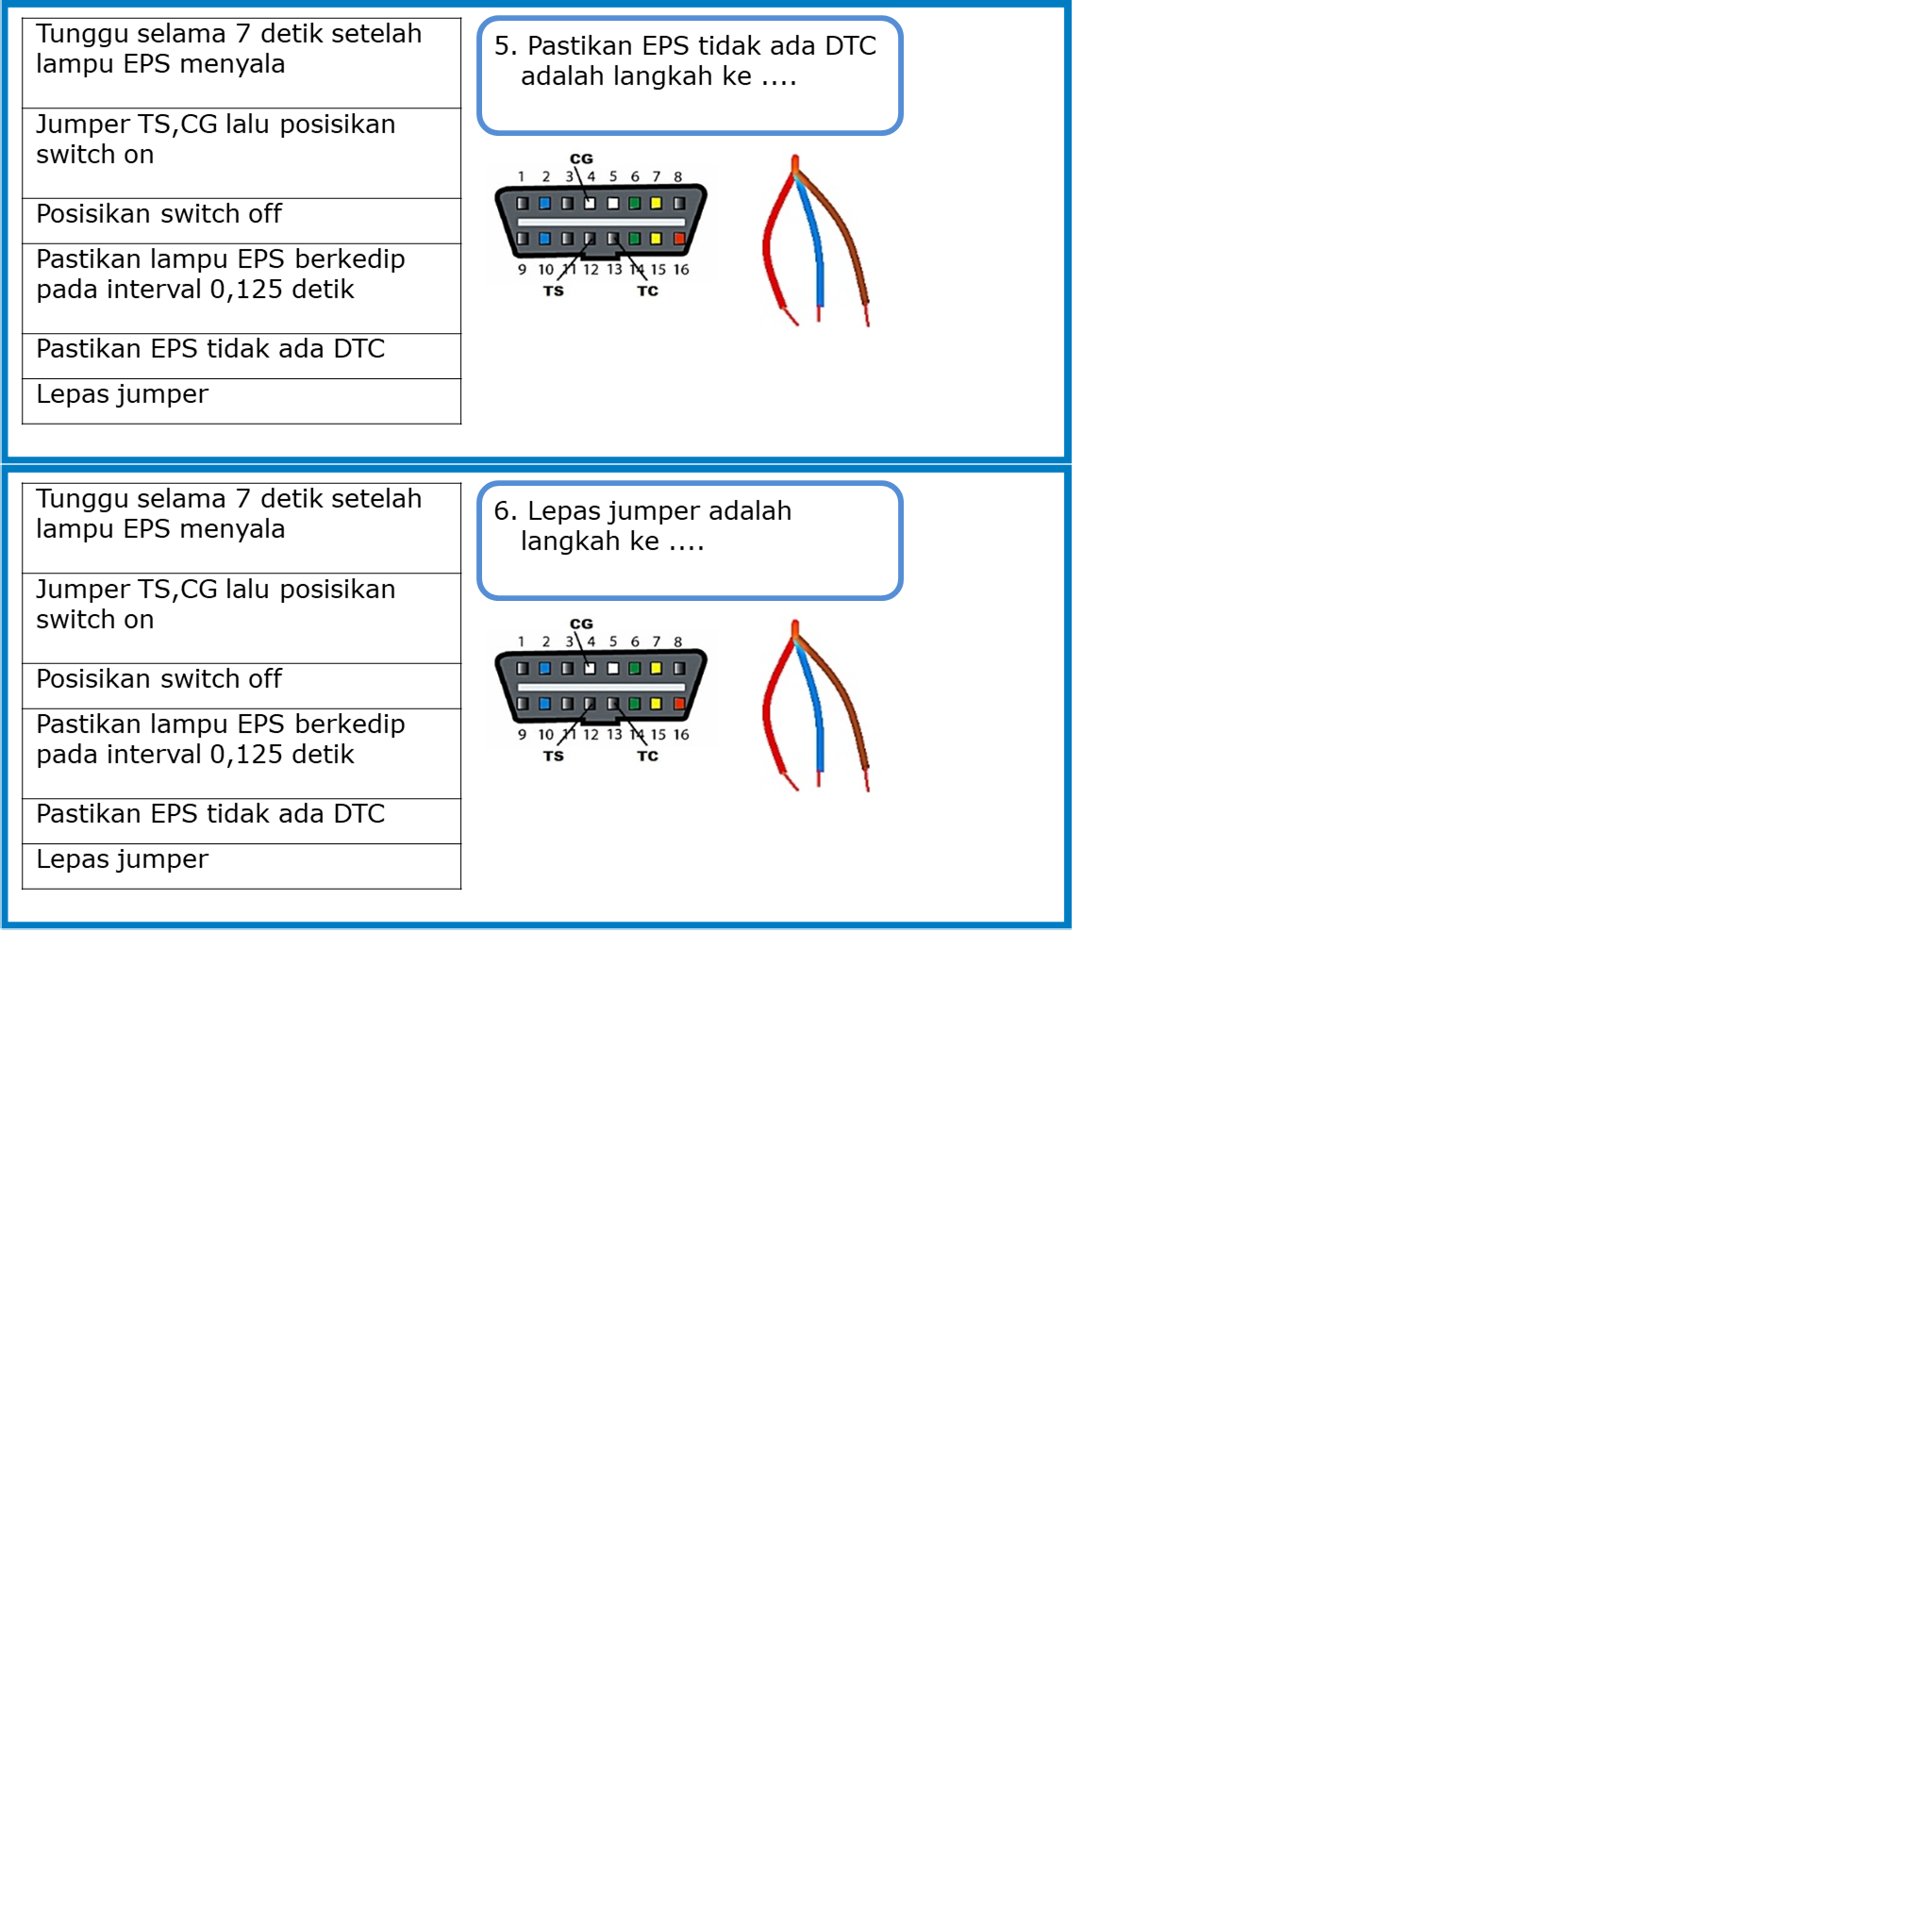 Tunggu selama 7 detik setelah
lampu EPS menyala
Jumper TS,CG lalu posisikan
switch on
Posisikan switch off
Pastikan lampu EPS berkedip
pada interval 0,125 detik
Pastikan EPS tidak ada DTC
Lepas jumper
5. Pastikan EPS tidak ada DTC
adalah langkah ke ....
CG
1 2 3 4 5 6 7 8
9 10 11 12 13 14 15 16
TS TC
Tunggu selama 7 detik setelah
lampu EPS menyala
Jumper TS,CG lalu posisikan
switch on
Posisikan switch off
Pastikan lampu EPS berkedip
pada interval 0,125 detik
Pastikan EPS tidak ada DTC
Lepas jumper
6. Lepas jumper adalah
langkah ke ....
CG
1 2 3 4 5 6 7 8
9 10 11 12 13 14 15 16
TS TC